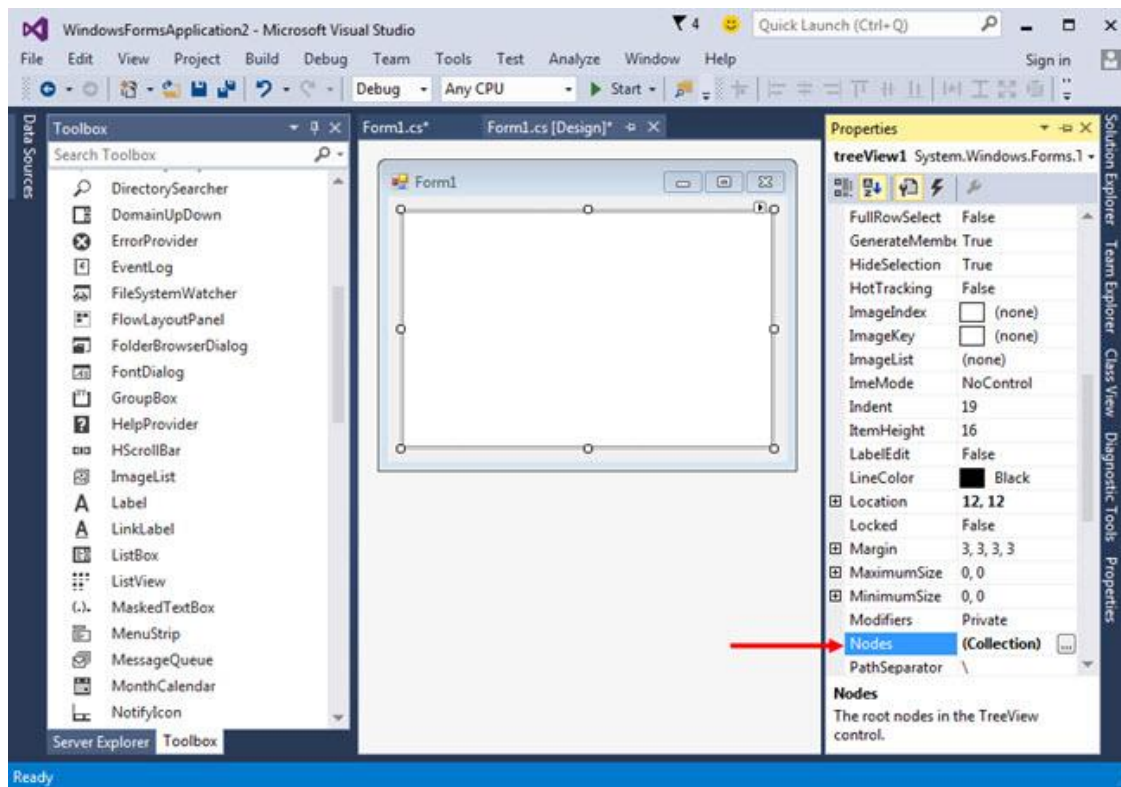 WindowsFormsApplication2 - Microsoft Visual Studio
4
Quick Launch (Ctrl+Q)
File Edit View Project Build Debug Team Tools Test Analyze Window Help
Sign in
Debug
Any CPU
Start
Data Sources
Toolbox
Search Toolbox
DirectorySearcher
DomainUpDown
ErrorProvider
EventLog
FileSystemWatcher
FlowLayoutPanel
FolderBrowserDialog
FontDialog
GroupBox
HelpProvider
HScrollBar
ImageList
Label
LinkLabel
ListBox
ListView
MaskedTextBox
MenuStrip
MessageQueue
MonthCalendar
NotifyIcon
Server Explorer Toolbox
Form1.cs* Form1.cs [Design]*
Form1
Properties
treeView1 System.Windows.Forms.T
FullRowSelect False
GenerateMembe True
HideSelection True
HotTracking False
ImageIndex (none)
ImageKey (none)
ImageList (none)
ImeMode NoControl
Indent 19
ItemHeight 16
LabelEdit False
LineColor Black
Location 12, 12
Locked False
Margin 3, 3, 3, 3
MaximumSize 0, 0
MinimumSize 0, 0
Modifiers Private
Nodes (Collection) ...
PathSeparator \
Nodes
The root nodes in the TreeView
control.
Solution Explorer
Team Explorer
Class View
Diagnostic Tools
Properties
Ready